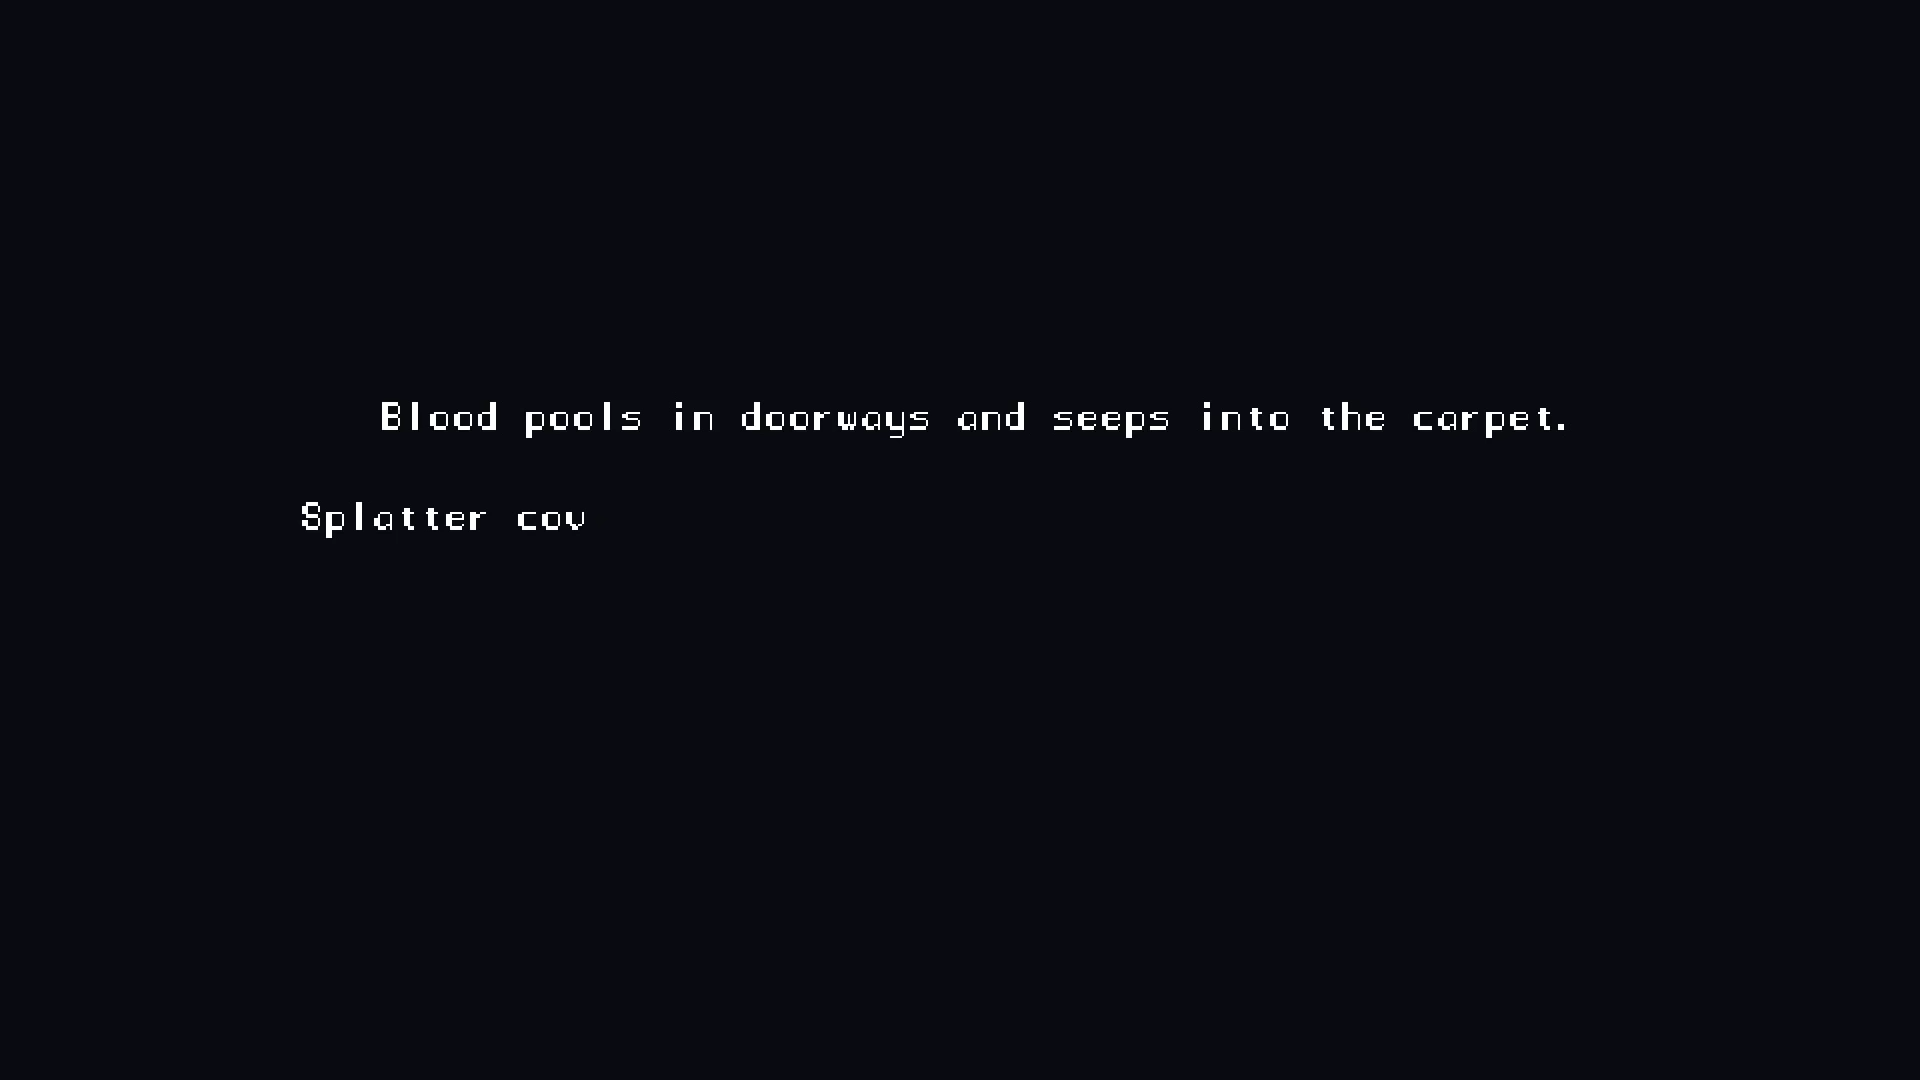 Blood pools in doorways and seeps into the carpet.
Splatter cov